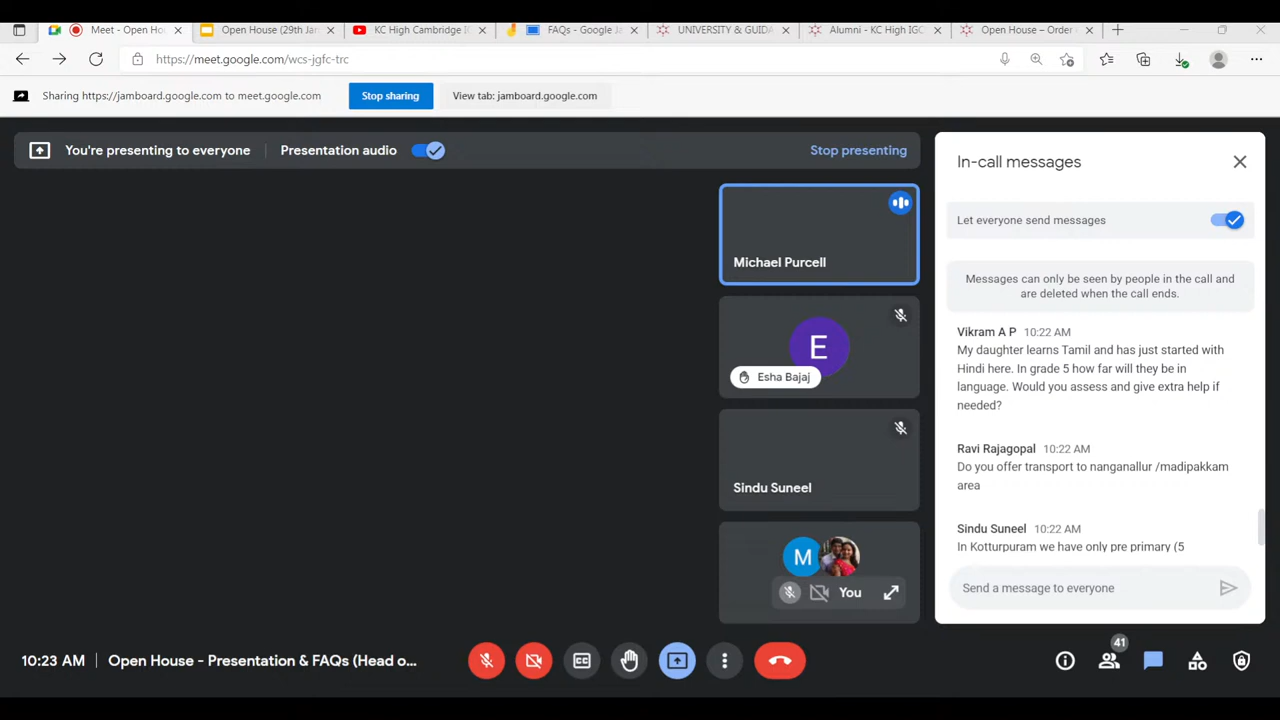 Meet - Open Ho
Open House (29th Jan
KC High Cambridge IG
FAQs - Google Ja
UNIVERSITY & GUIDA
Alumni - KC High IGC
Open House – Order
https://meet.google.com/wcs-jgfc-trc
Sharing https://jamboard.google.com to meet.google.com
Stop sharing
View tab: jamboard.google.com
You're presenting to everyone
Presentation audio
Stop presenting
Michael Purcell
E
Esha Bajaj
Sindu Suneel
M
You
In-call messages
Let everyone send messages
Messages can only be seen by people in the call and
are deleted when the call ends.
Vikram A P 10:22 AM
My daughter learns Tamil and has just started with
Hindi here. In grade 5 how far will they be in
language. Would you assess and give extra help if
needed?
Ravi Rajagopal 10:22 AM
Do you offer transport to nanganallur /madipakkam
area
Sindu Suneel 10:22 AM
In Kotturpuram we have only pre primary (5
Send a message to everyone
10:23 AM | Open House - Presentation & FAQs (Head o...
CC
41